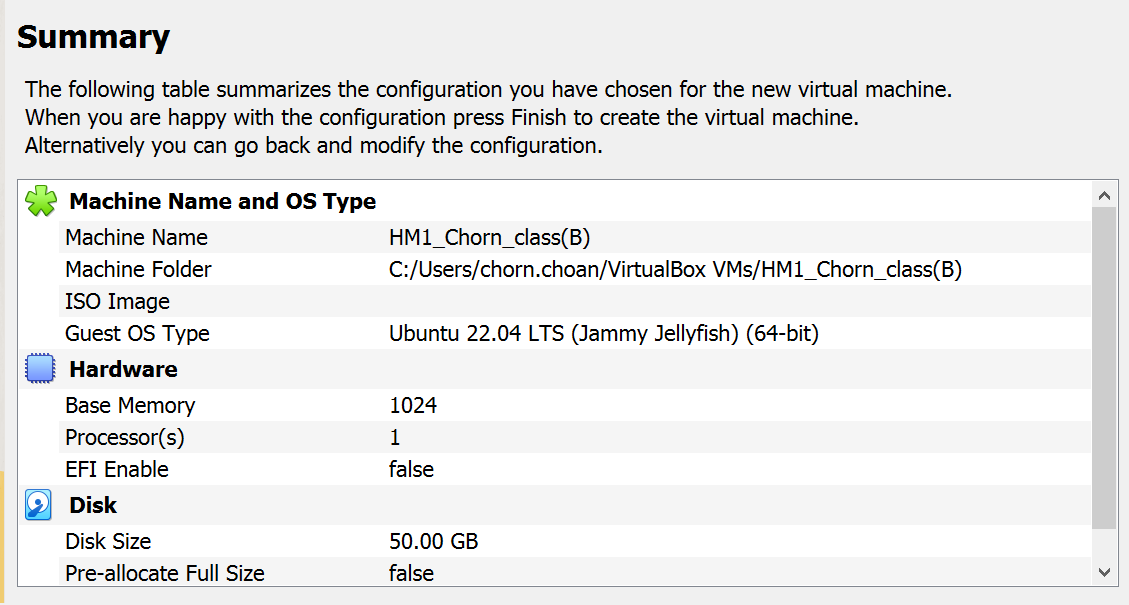 Summary
The following table summarizes the configuration you have chosen for the new virtual machine.
When you are happy with the configuration press Finish to create the virtual machine.
Alternatively you can go back and modify the configuration.
Machine Name and OS Type
Machine Name HM1_Chorn_class(B)
Machine Folder C:/Users/chorn.choan/VirtualBox VMs/HM1_Chorn_class(B)
ISO Image
Guest OS Type Ubuntu 22.04 LTS (Jammy Jellyfish) (64-bit)
Hardware
Base Memory 1024
Processor(s) 1
EFI Enable false
Disk
Disk Size 50.00 GB
Pre-allocate Full Size false